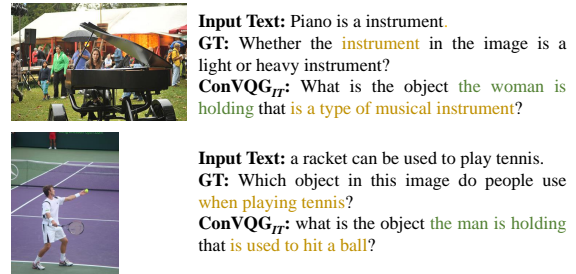 Input Text: Piano is a instrument.
GT: Whether the instrument in the image is a
light or heavy instrument?
ConVQG_IT: What is the object the woman is
holding that is a type of musical instrument?
Input Text: a racket can be used to play tennis.
GT: Which object in this image do people use
when playing tennis?
ConVQG_IT: what is the object the man is holding
that is used to hit a ball?